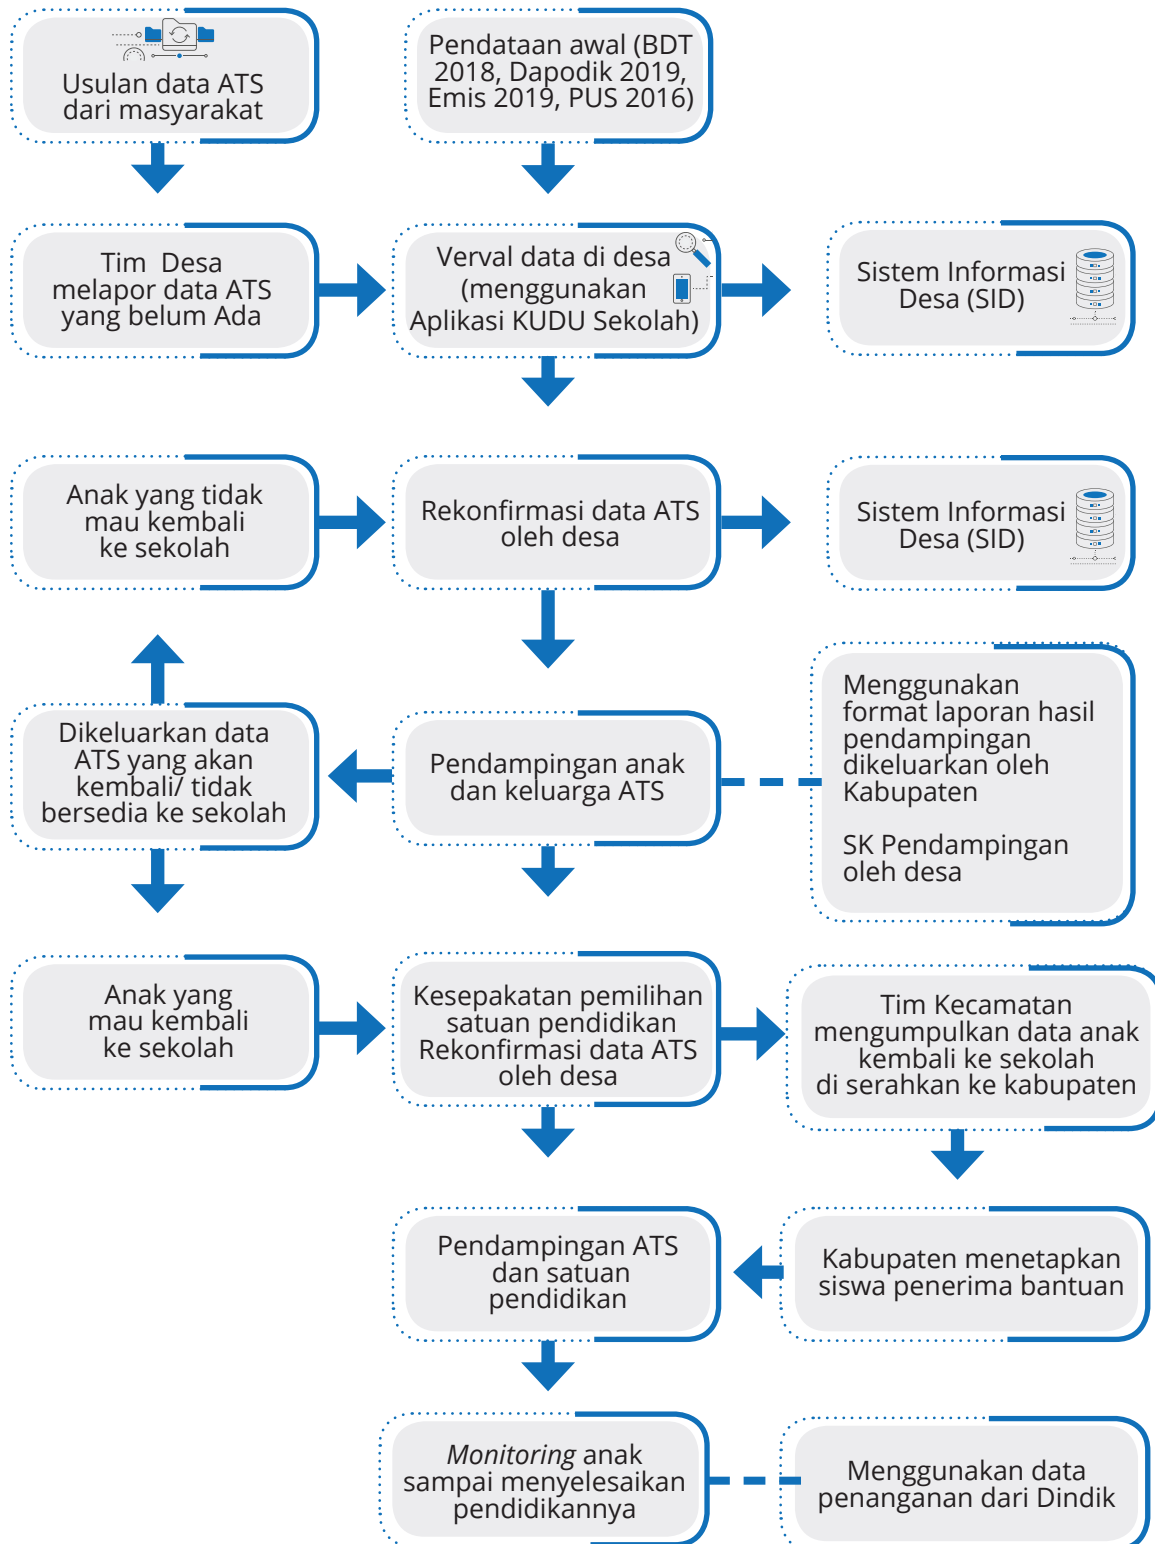 Usulan data ATS
dari masyarakat
Pendataan awal (BDT
2018, Dapodik 2019,
Emis 2019, PUS 2016)
Tim Desa
melapor data ATS
yang belum Ada
Verval data di desa
(menggunakan
Aplikasi KUDU Sekolah)
Sistem Informasi
Desa (SID)
Anak yang tidak
mau kembali
ke sekolah
Rekonfirmasi data ATS
oleh desa
Sistem Informasi
Desa (SID)
Dikeluarkan data
ATS yang akan
kembali/ tidak
bersedia ke sekolah
Pendampingan anak
dan keluarga ATS
Menggunakan
format laporan hasil
pendampingan
dikeluarkan oleh
Kabupaten
SK Pendampingan
oleh desa
Anak yang
mau kembali
ke sekolah
Kesepakatan pemilihan
satuan pendidikan
Rekonfirmasi data ATS
oleh desa
Tim Kecamatan
mengumpulkan data anak
kembali ke sekolah
di serahkan ke kabupaten
Pendampingan ATS
dan satuan
pendidikan
Kabupaten menetapkan
siswa penerima bantuan
Monitoring anak
sampai menyelesaikan
pendidikannya
Menggunakan data
penanganan dari Dindik